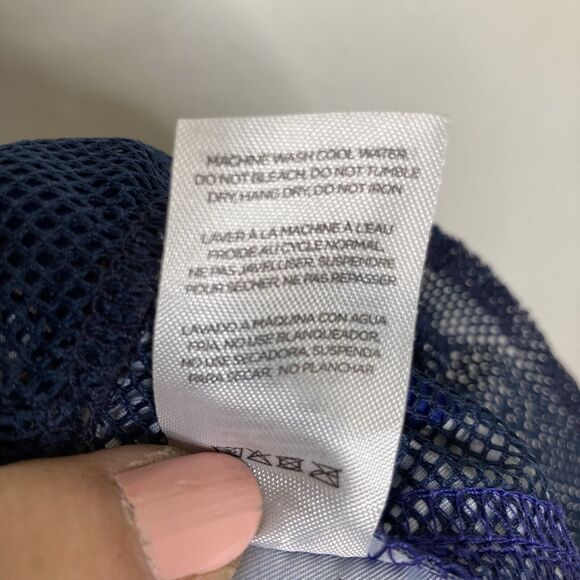 MACHINE WASH COOL WATER,
DO NOT BLEACH, DO NOT TUMBLE
DRY, HANG DRY, DO NOT IRON
LAVER À LA MACHINE À L'EAU
FROIDE AU CYCLE NORMAL,
NE PAS JAVELLISER, SUSPENDRE
POUR SÉCHER, NE PAS REPASSER
LAVADO A MÁQUINA CON AGUA
FRÍA, NO USE BLANQUEADOR,
NO USE SECADORA, SUSPENDA
PARA SECAR, NO PLANCHAR